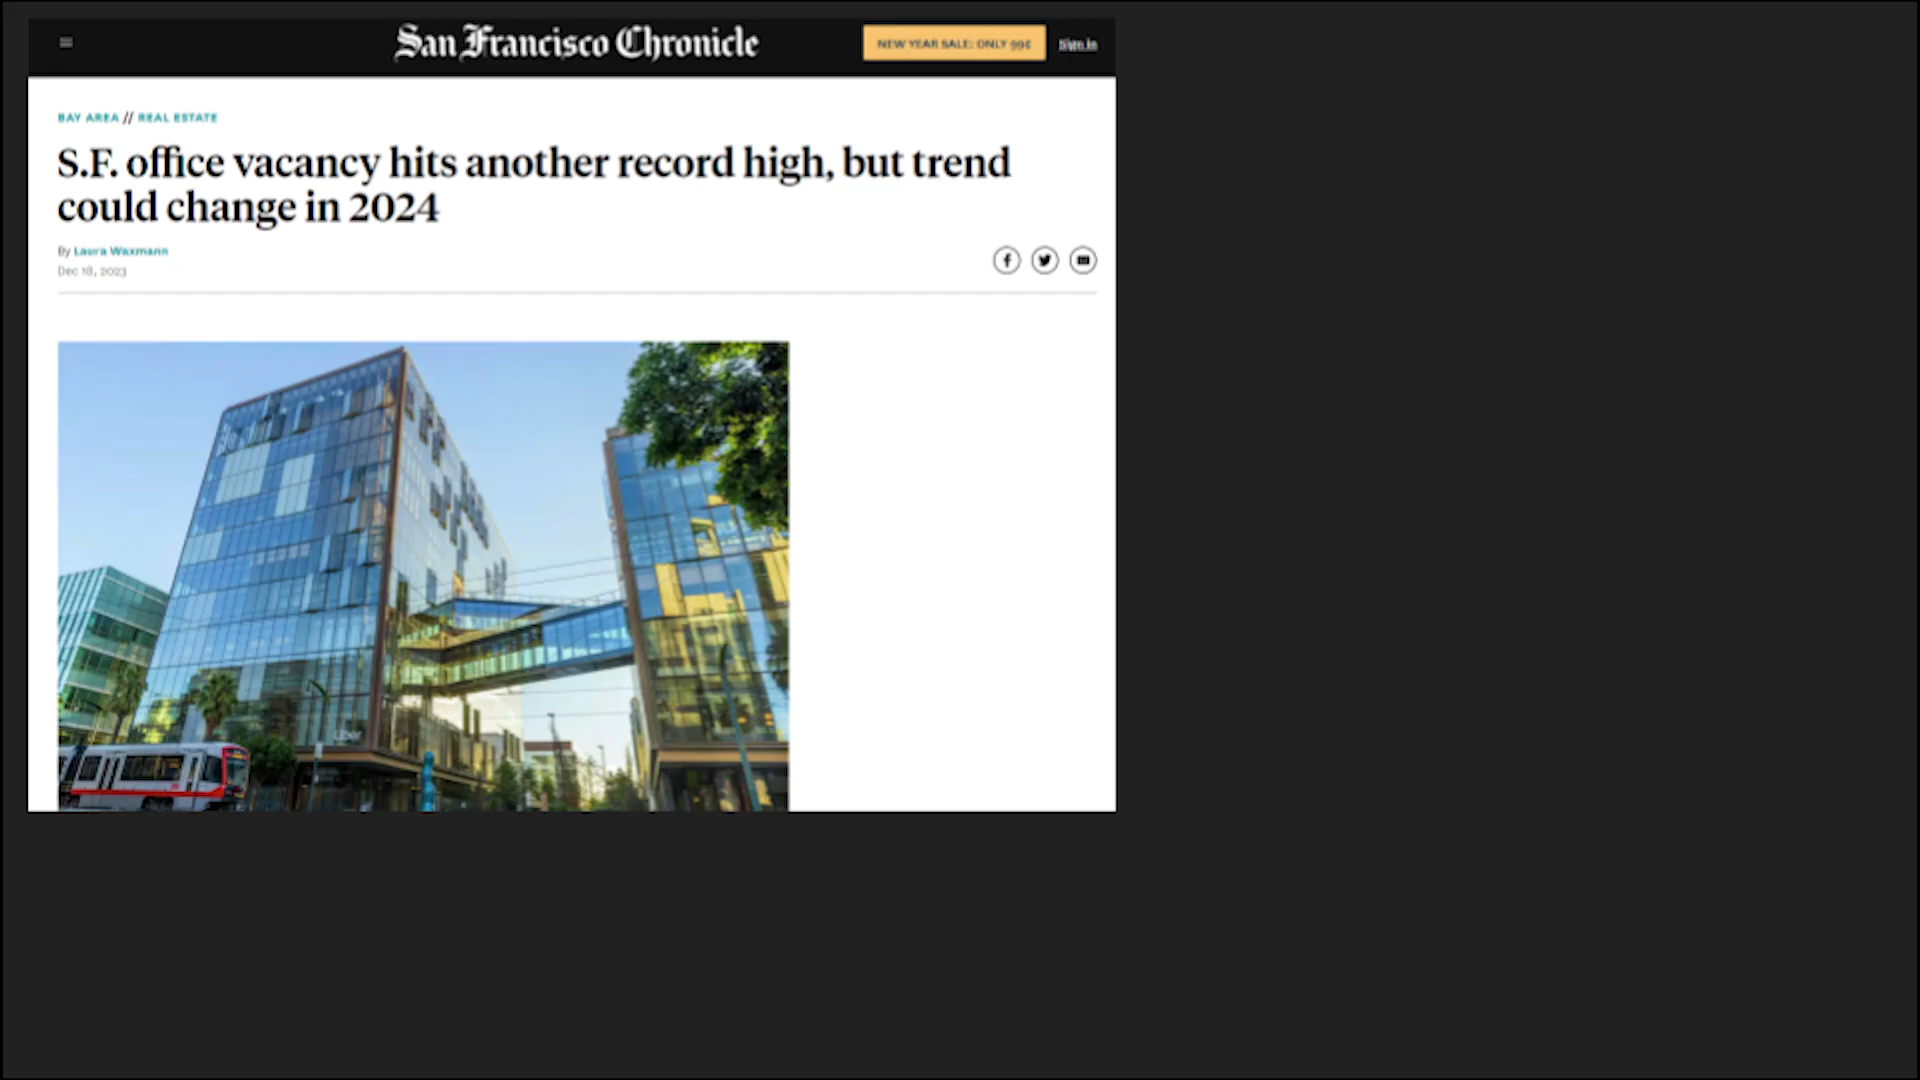 San Francisco Chronicle
NEW YEAR SALE: ONLY 99¢
Sign in
BAY AREA // REAL ESTATE
S.F. office vacancy hits another record high, but trend
could change in 2024
By Laura Waxmann
Dec 18, 2023
Uber